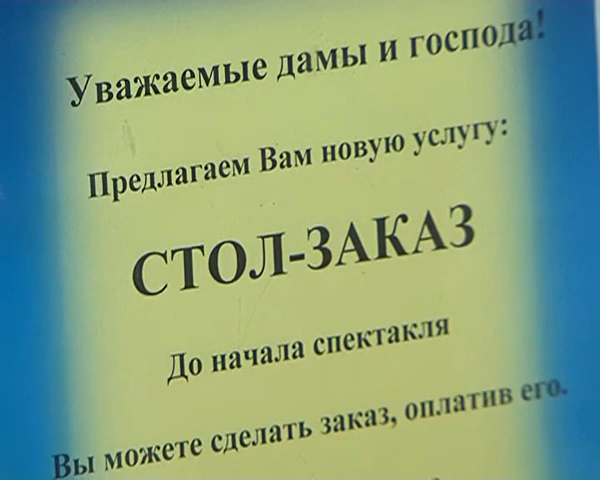 Уважаемые дамы и господа!
Предлагаем Вам новую услугу:
СТОЛ-ЗАКАЗ
До начала спектакля
Вы можете сделать заказ, оплатив его.